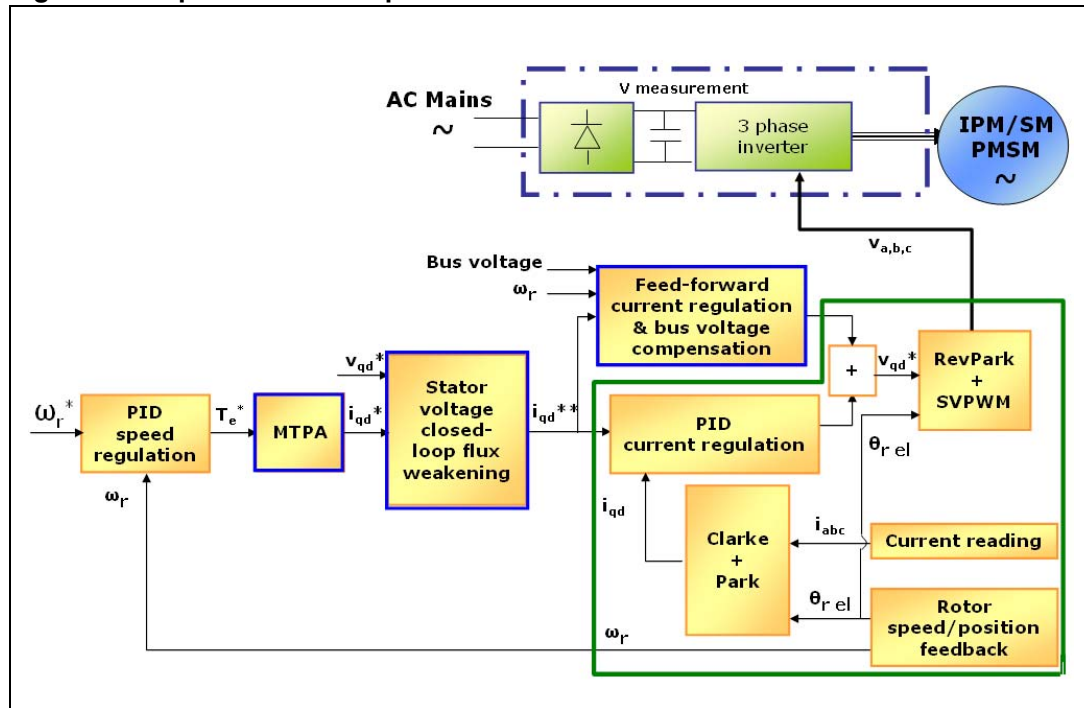 V measurement
AC Mains
~
3 phase
inverter
IPM/SM
PMSM
~
v a,b,c
Bus voltage
ωr
Feed-forward
current regulation
& bus voltage
compensation
vqd*
RevPark
+
SVPWM
+
vqd*
Stator
voltage
closed-
loop flux
weakening
ωr*
PID
speed
regulation
Te*
MTPA
iqd*
iqd**
PID
current regulation
θr el
ωr
iqd
Clarke
+
Park
iabc
Current reading
θr el
Rotor
speed/position
feedback
ωr